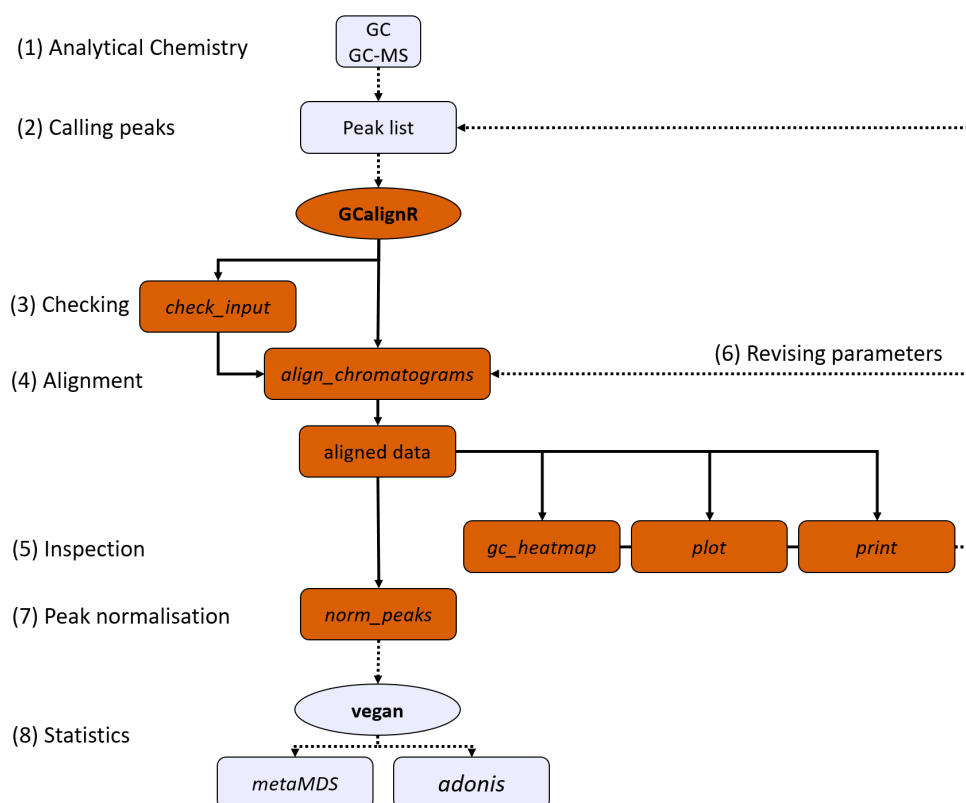 (1) Analytical Chemistry
GC
GC-MS
(2) Calling peaks
Peak list
GCalignR
(3) Checking
check_input
(6) Revising parameters
(4) Alignment
align_chromatograms
aligned data
(5) Inspection
gc_heatmap
plot
print
(7) Peak normalisation
norm_peaks
vegan
(8) Statistics
metaMDS
adonis